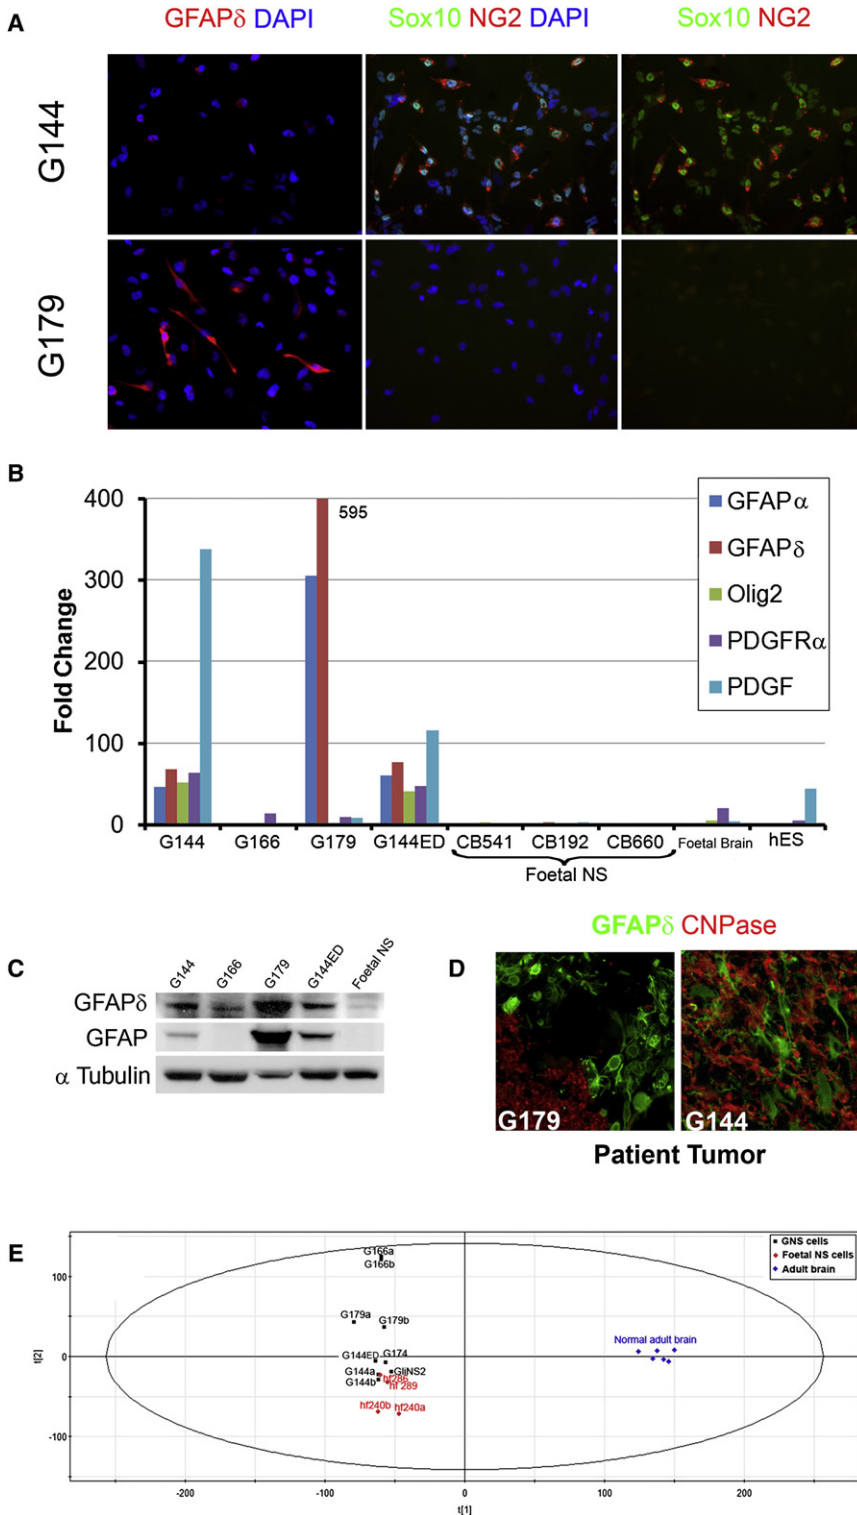 A
GFAPδ DAPI
Sox10 NG2 DAPI
Sox10 NG2
G144
G179
B
Fold Change
400
300
200
100
0
595
GFAPα
GFAPδ
Olig2
PDGFRα
PDGF
G144
G166
G179
G144ED
CB541
CB192
CB660
Foetal Brain
hES
Foetal NS
C
G144
G166
G179
G144ED
Foetal NS
GFAPδ
GFAP
α Tubulin
D
GFAPδ CNPase
G179
G144
Patient Tumor
E
GNS cells
Foetal NS cells
Adult brain
G166a
G166b
G179a
G179b
G144ED
G174
G144a
GliNS2
G144b
hf286
hf 289
hf240b
hf240a
Normal adult brain
100
0
-100
t[2]
-200
-100
0
100
200
t[1]